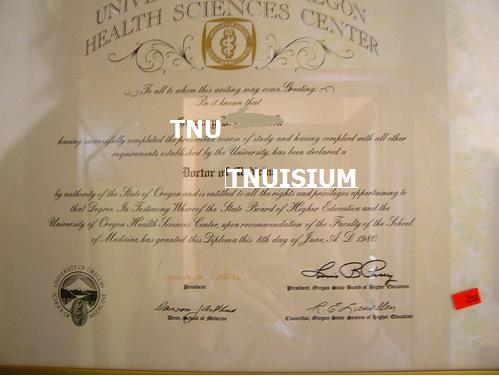 UNIV OREGON
HEALTH SCIENCES CENTER
To all to whom this writing may come, Greeting:
Be it known that
TNU
having successfully completed the prescribed course of study and having complied with all other
requirements established by the University, has been declared a
Doctor of
TNUISIUM
by authority of the State of Oregon and is entitled to all the rights and privileges appertaining to
that Degree. In Testimony Whereof the State Board of Higher Education and the
University of Oregon Health Sciences Center, upon recommendation of the Faculty of the School
of Medicine, has granted this Diploma this 8th day of June, A. D. 1980.
President
President, Oregon State Board of Higher Education
Dean, School of Medicine
Chancellor, Oregon State System of Higher Education
UNIVERSITY OF OREGON
SCHOOL OF MEDICINE